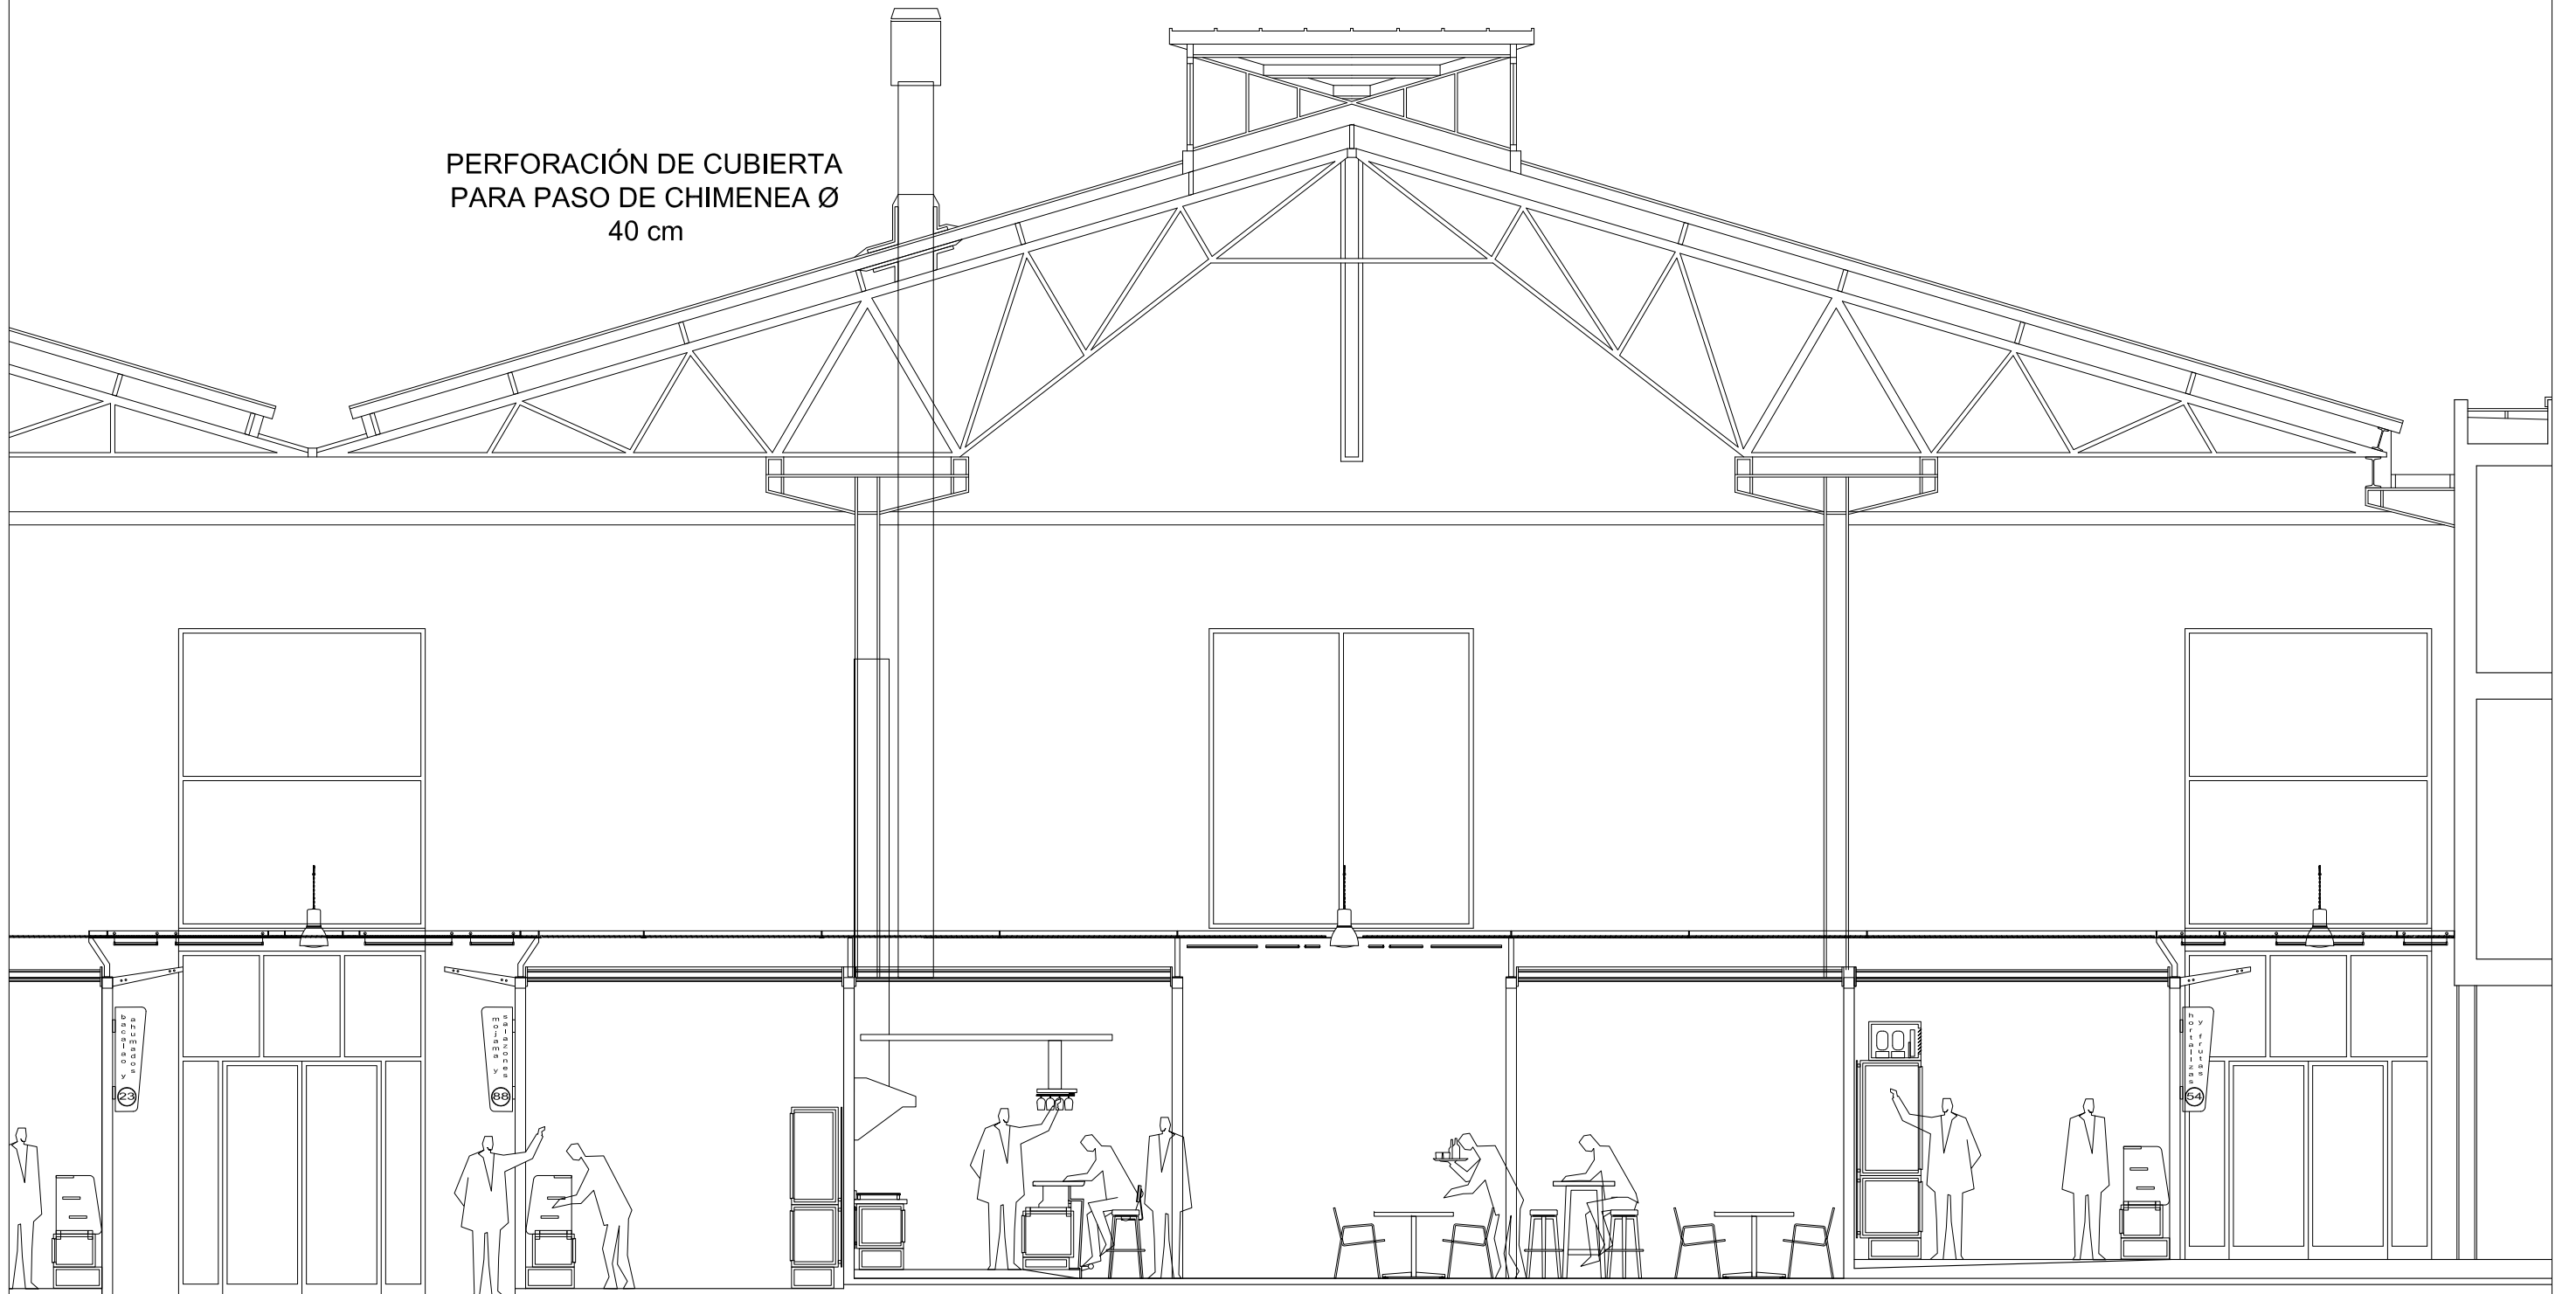 PERFORACIÓN DE CUBIERTA
PARA PASO DE CHIMENEA Ø
40 cm
ahumados
bacalao y
23
salazones
mojama y
88
y frutas
hortalizas
54